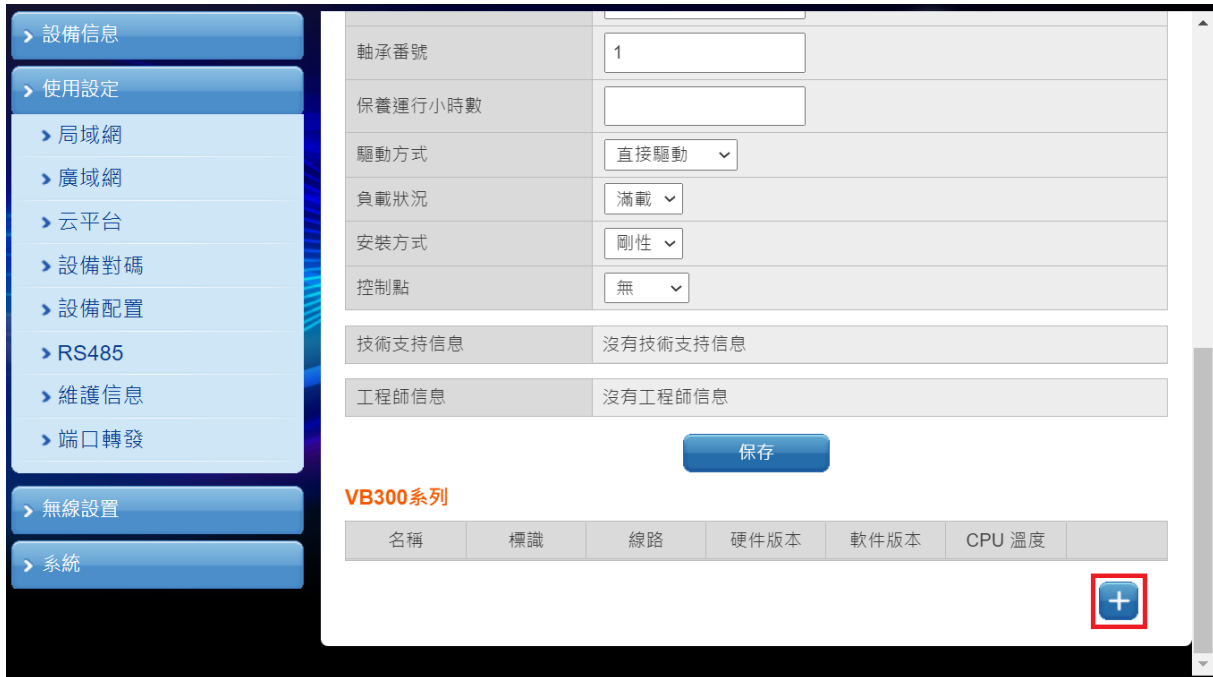 設備信息
使用設定
局域網
廣域網
云平台
設備對碼
設備配置
RS485
維護信息
端口轉發
無線設置
系統
軸承番號 1
保養運行小時數
驅動方式 直接驅動
負載狀況 滿載
安裝方式 剛性
控制點 無
技術支持信息 沒有技術支持信息
工程師信息 沒有工程師信息
保存
VB300系列
名稱 標識 線路 硬件版本 軟件版本 CPU 溫度